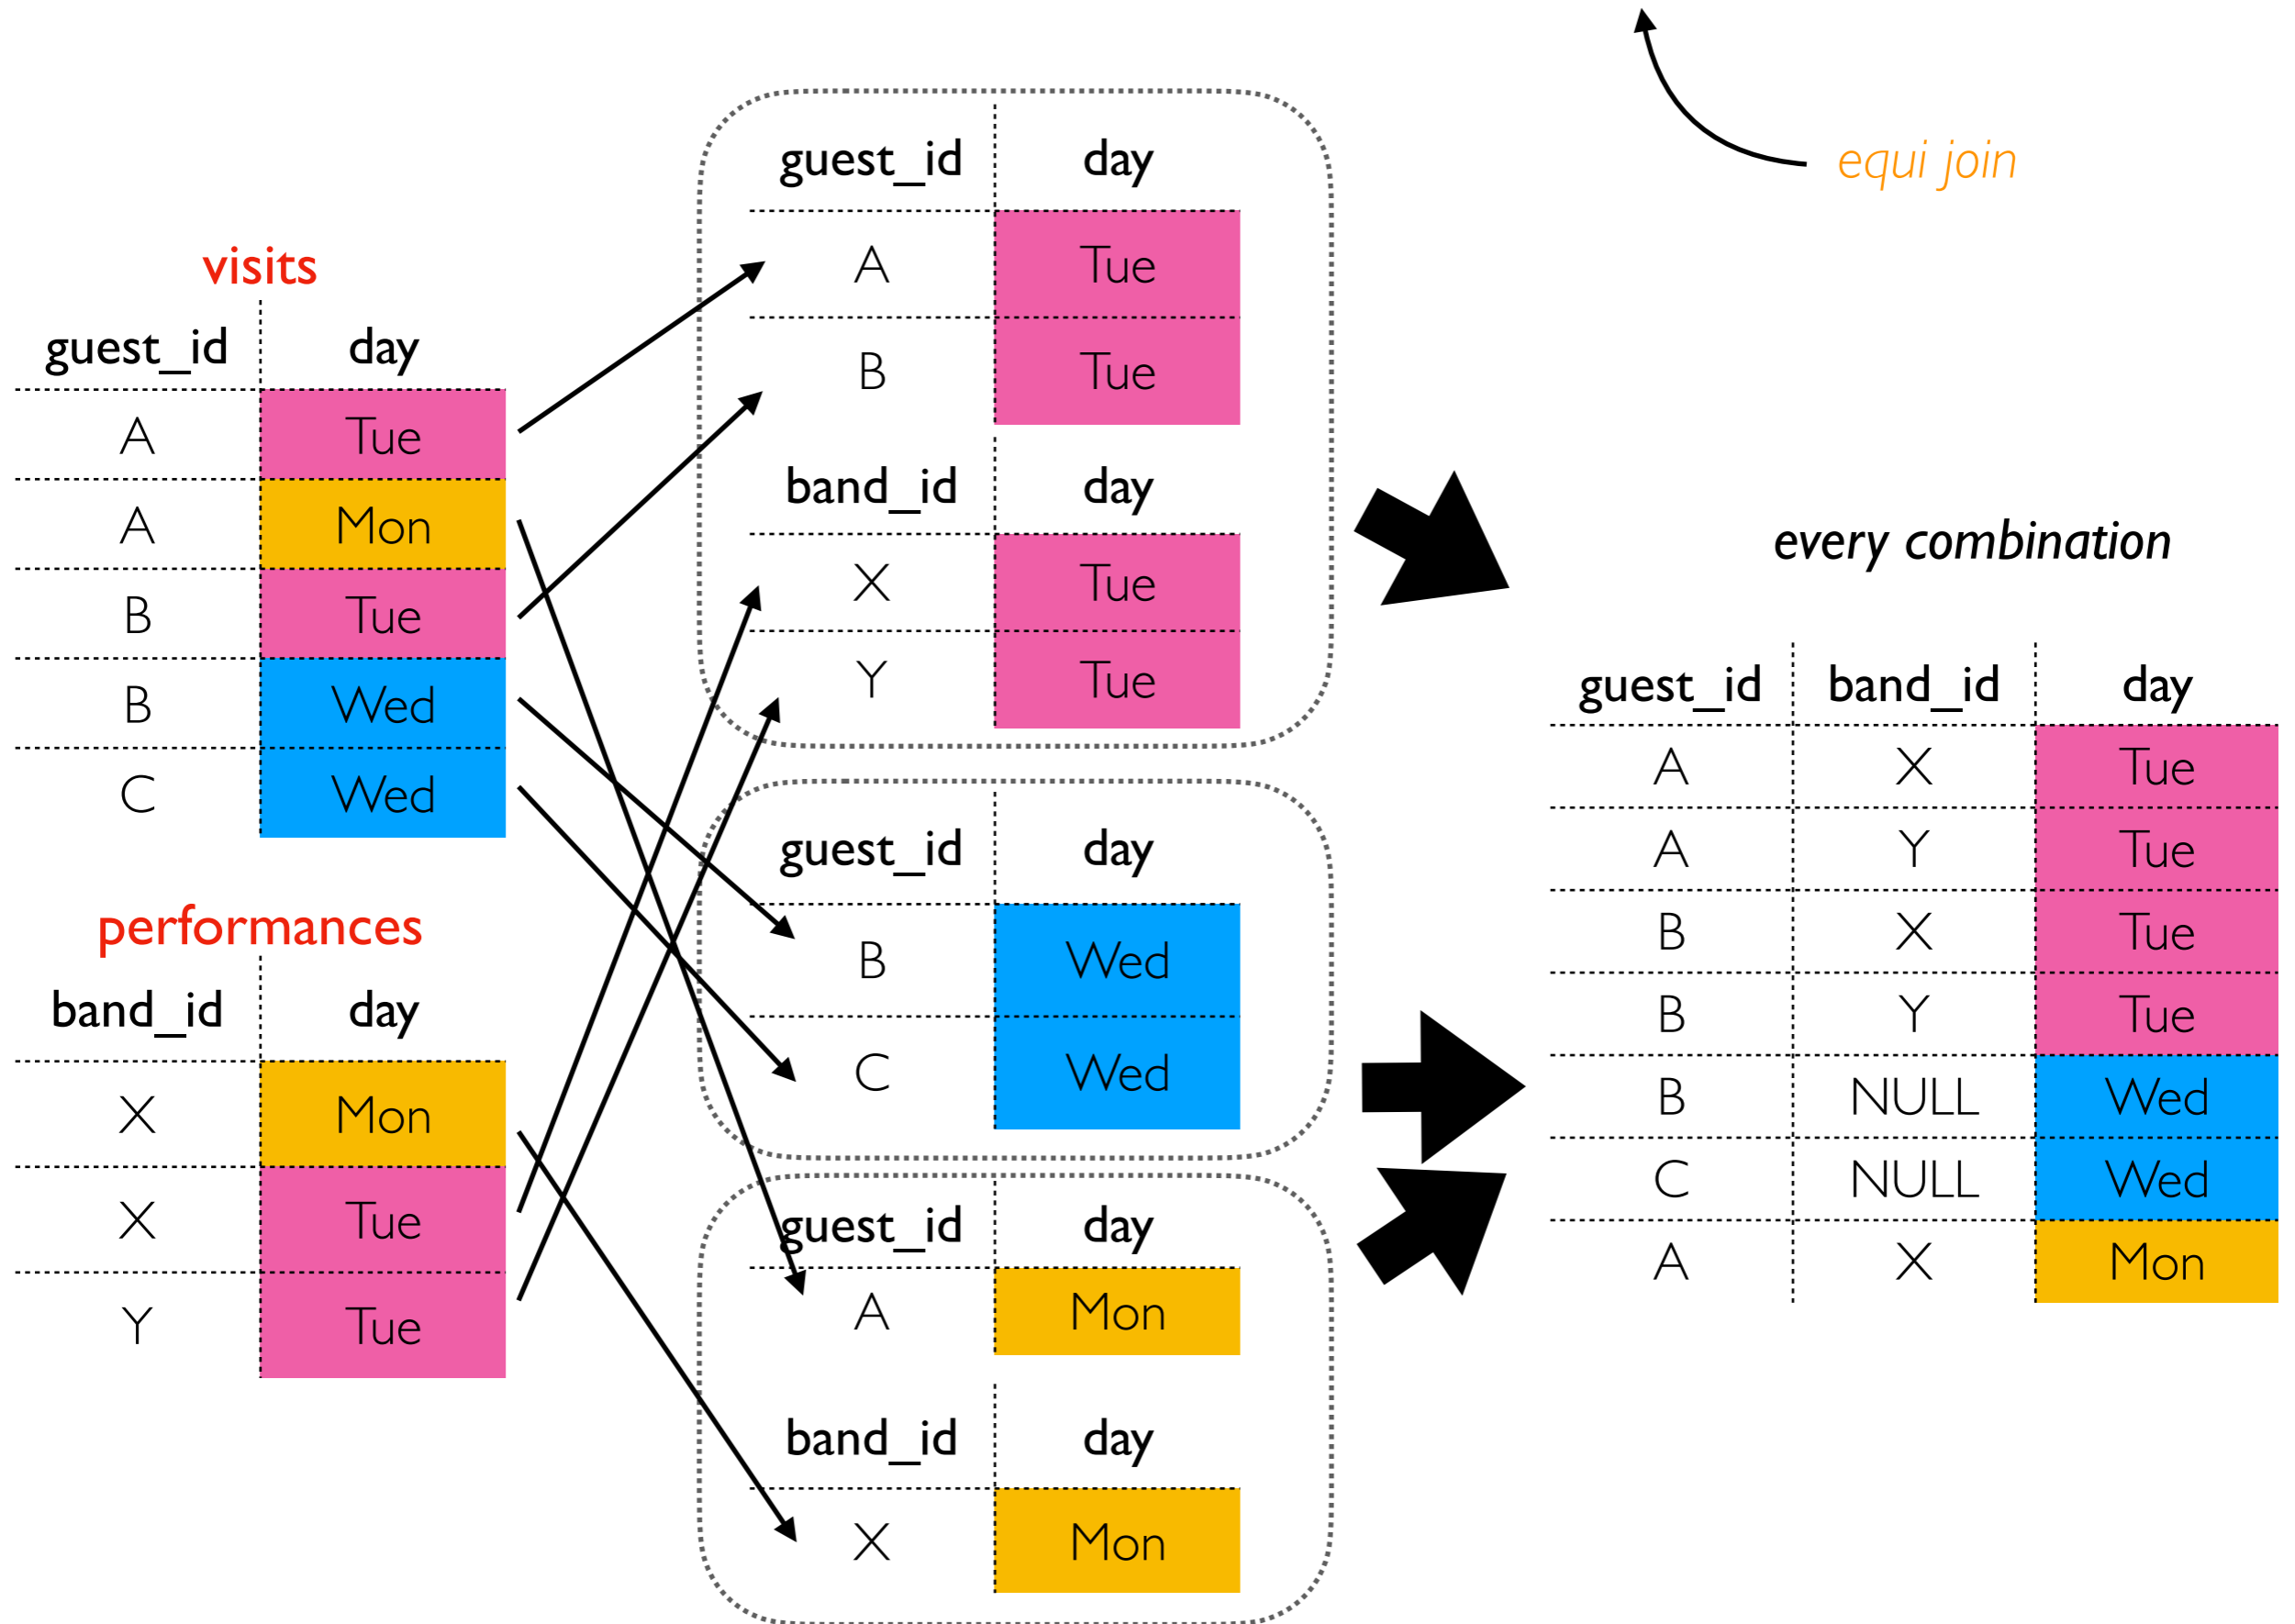 equi join
visits
guest_id day
A Tue
A Mon
B Tue
B Wed
C Wed
performances
band_id day
X Mon
X Tue
Y Tue
guest_id day
A Tue
B Tue
band_id day
X Tue
Y Tue
guest_id day
B Wed
C Wed
guest_id day
A Mon
band_id day
X Mon
every combination
guest_id band_id day
A X Tue
A Y Tue
B X Tue
B Y Tue
B NULL Wed
C NULL Wed
A X Mon